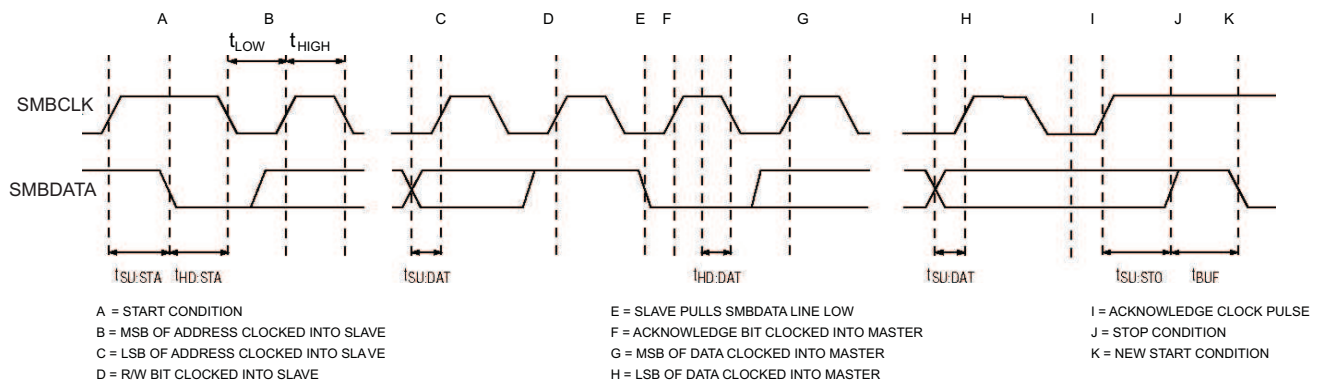 A B C D E F G H I J K
tLOW tHIGH
SMBCLK
SMBDATA
tSU:STA tHD:STA tSU:DAT tHD:DAT tSU:DAT tSU:STO tBUF
A = START CONDITION
B = MSB OF ADDRESS CLOCKED INTO SLAVE
C = LSB OF ADDRESS CLOCKED INTO SLAVE
D = R/W BIT CLOCKED INTO SLAVE
E = SLAVE PULLS SMBDATA LINE LOW
F = ACKNOWLEDGE BIT CLOCKED INTO MASTER
G = MSB OF DATA CLOCKED INTO MASTER
H = LSB OF DATA CLOCKED INTO MASTER
I = ACKNOWLEDGE CLOCK PULSE
J = STOP CONDITION
K = NEW START CONDITION